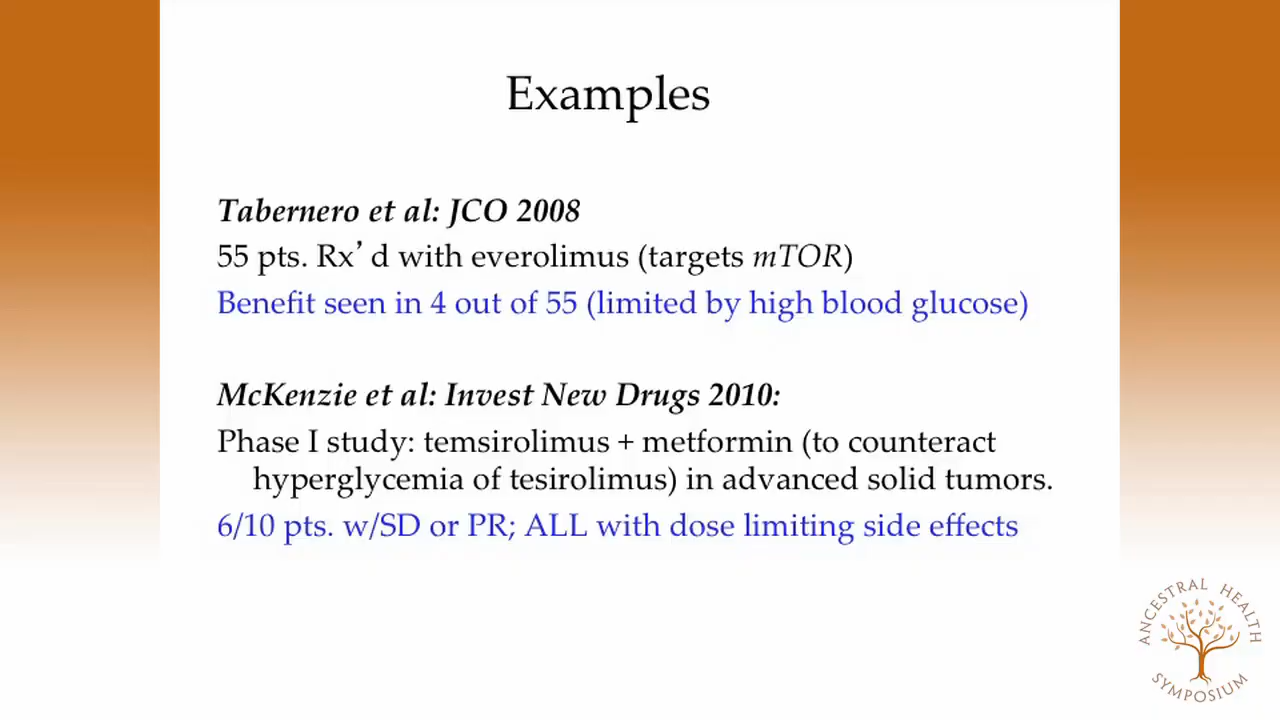 Examples
Tabernero et al: JCO 2008
55 pts. Rx’ d with everolimus (targets mTOR)
Benefit seen in 4 out of 55 (limited by high blood glucose)
McKenzie et al: Invest New Drugs 2010:
Phase I study: temsirolimus + metformin (to counteract
hyperglycemia of tesirolimus) in advanced solid tumors.
6/10 pts. w/SD or PR; ALL with dose limiting side effects
ANCESTRAL HEALTH
SYMPOSIUM